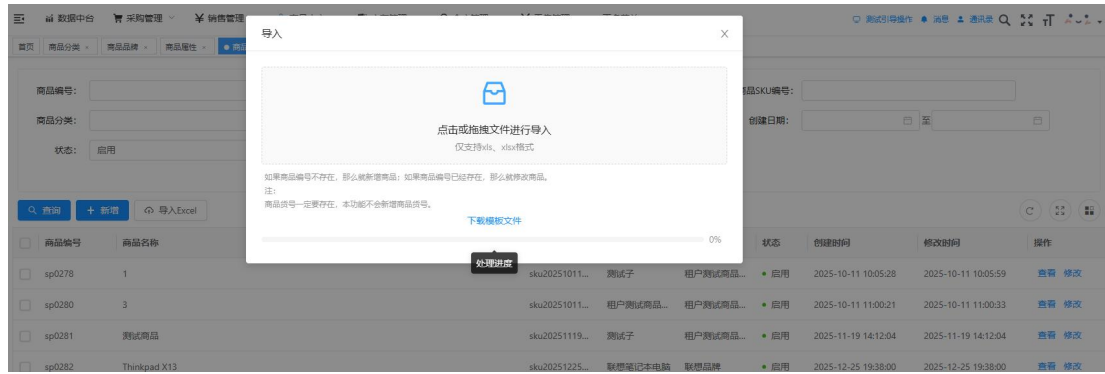 数据中台 采购管理 销售管理 测试引导操作 消息 通讯录
首页 商品分类 商品品牌 商品属性
导入
商品编号:
商品SKU编号:
商品分类:
创建日期: 至
状态: 启用
点击或拖拽文件进行导入
仅支持xls、xlsx格式
如果商品编号不存在，那么就新增商品；如果商品编号已经存在，那么就修改商品。
注：
商品货号一定要存在，本功能不会新增商品货号。
下载模板文件
0%
处理进度
查询 新增 导入Excel
商品编号 商品名称 状态 创建时间 修改时间 操作
sp0278 1 sku20251011... 测试子 租户测试商品... 启用 2025-10-11 10:05:28 2025-10-11 10:05:59 查看 修改
sp0280 3 sku20251011... 租户测试商品... 租户测试商品... 启用 2025-10-11 11:00:21 2025-10-11 11:00:33 查看 修改
sp0281 测试商品 sku20251119... 测试子 租户测试商品... 启用 2025-11-19 14:12:04 2025-11-19 14:12:04 查看 修改
sp0282 Thinkpad X13 sku20251225... 联想笔记本电脑 联想品牌 启用 2025-12-25 19:38:00 2025-12-25 19:38:00 查看 修改